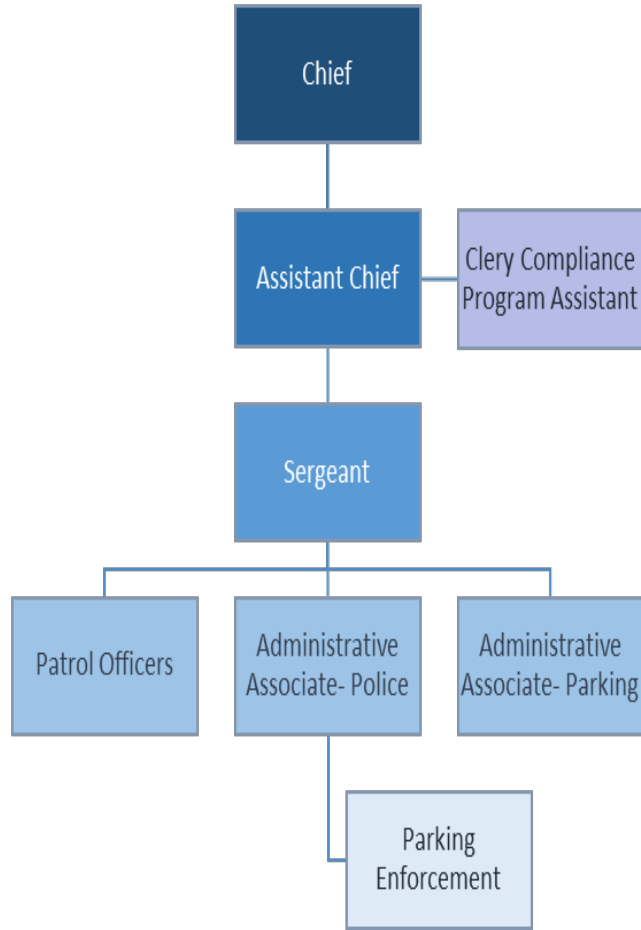 Chief
Assistant Chief
Clery Compliance
Program Assistant
Sergeant
Patrol Officers
Administrative
Associate- Police
Administrative
Associate- Parking
Parking
Enforcement